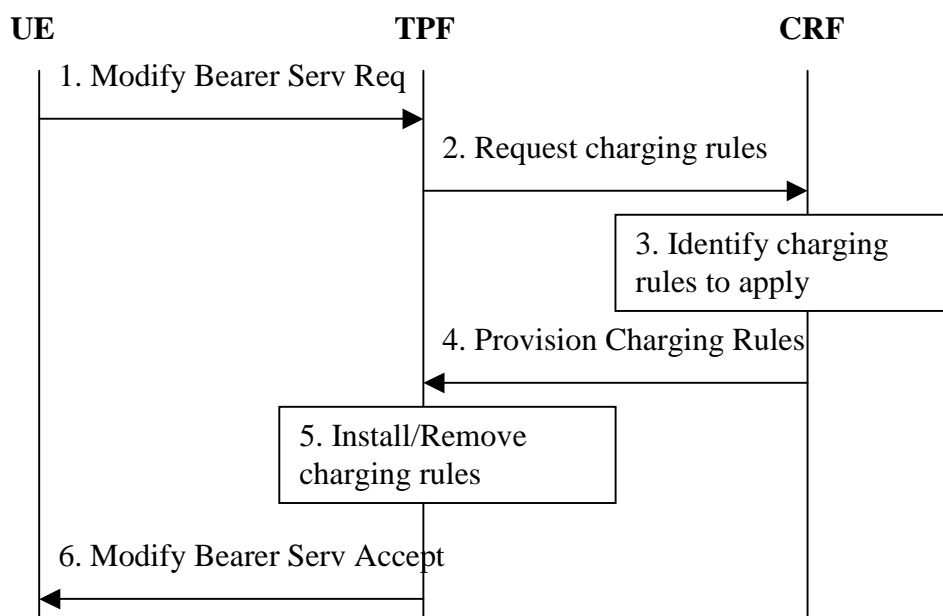 UE TPF CRF
1. Modify Bearer Serv Req
2. Request charging rules
3. Identify charging
rules to apply
4. Provision Charging Rules
5. Install/Remove
charging rules
6. Modify Bearer Serv Accept